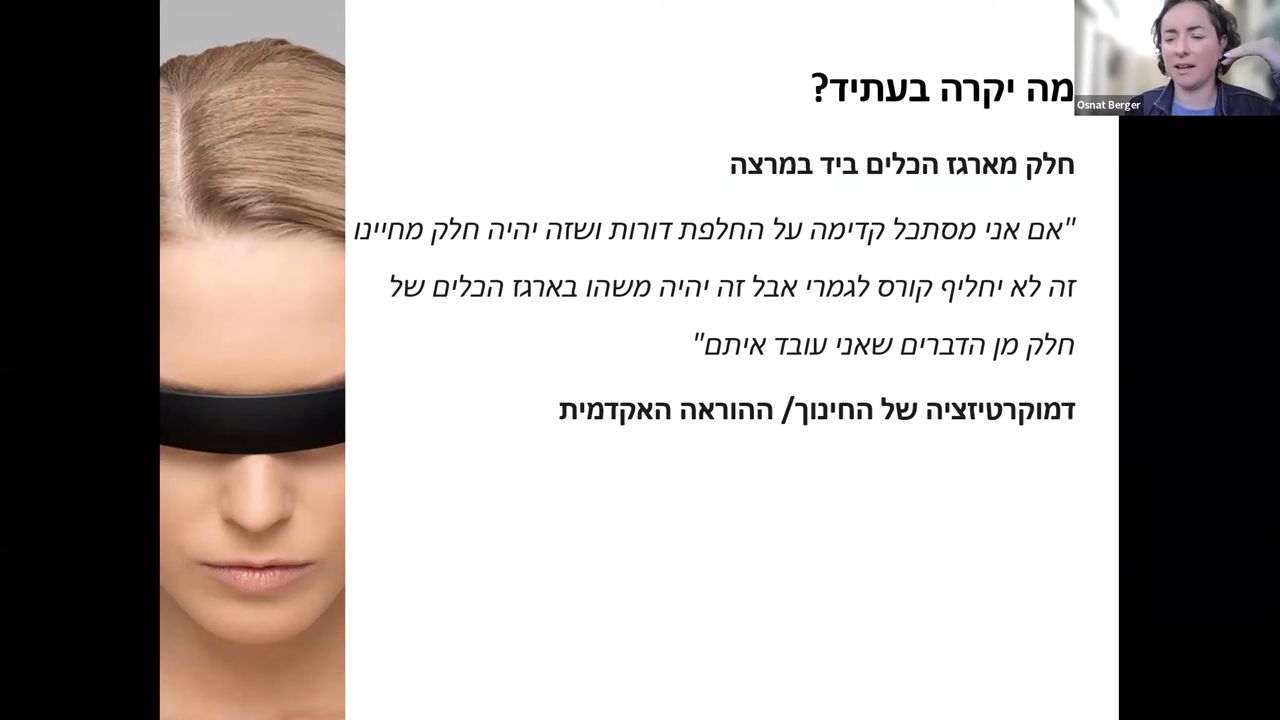 מה יקרה בעתיד?
Osnat Berger
חלק מארגז הכלים ביד במרצה
"אם אני מסתכל קדימה על החלפת דורות ושזה יהיה חלק מחיינו
זה לא יחליף קורס לגמרי אבל זה יהיה משהו בארגז הכלים של
חלק מן הדברים שאני עובד איתם"
דמוקרטיזציה של החינוך/ ההוראה האקדמית